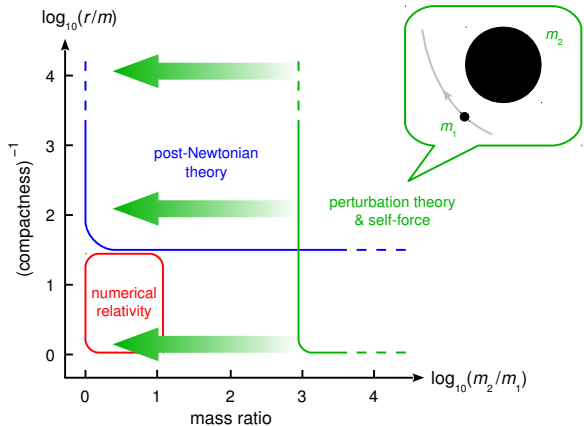 log₁₀(r/m)
m₂
m₁
4
3
2
1
0
(compactness)⁻¹
post-Newtonian
theory
perturbation theory
& self-force
numerical
relativity
0
1
2
3
4
log₁₀(m₂/m₁)
mass ratio